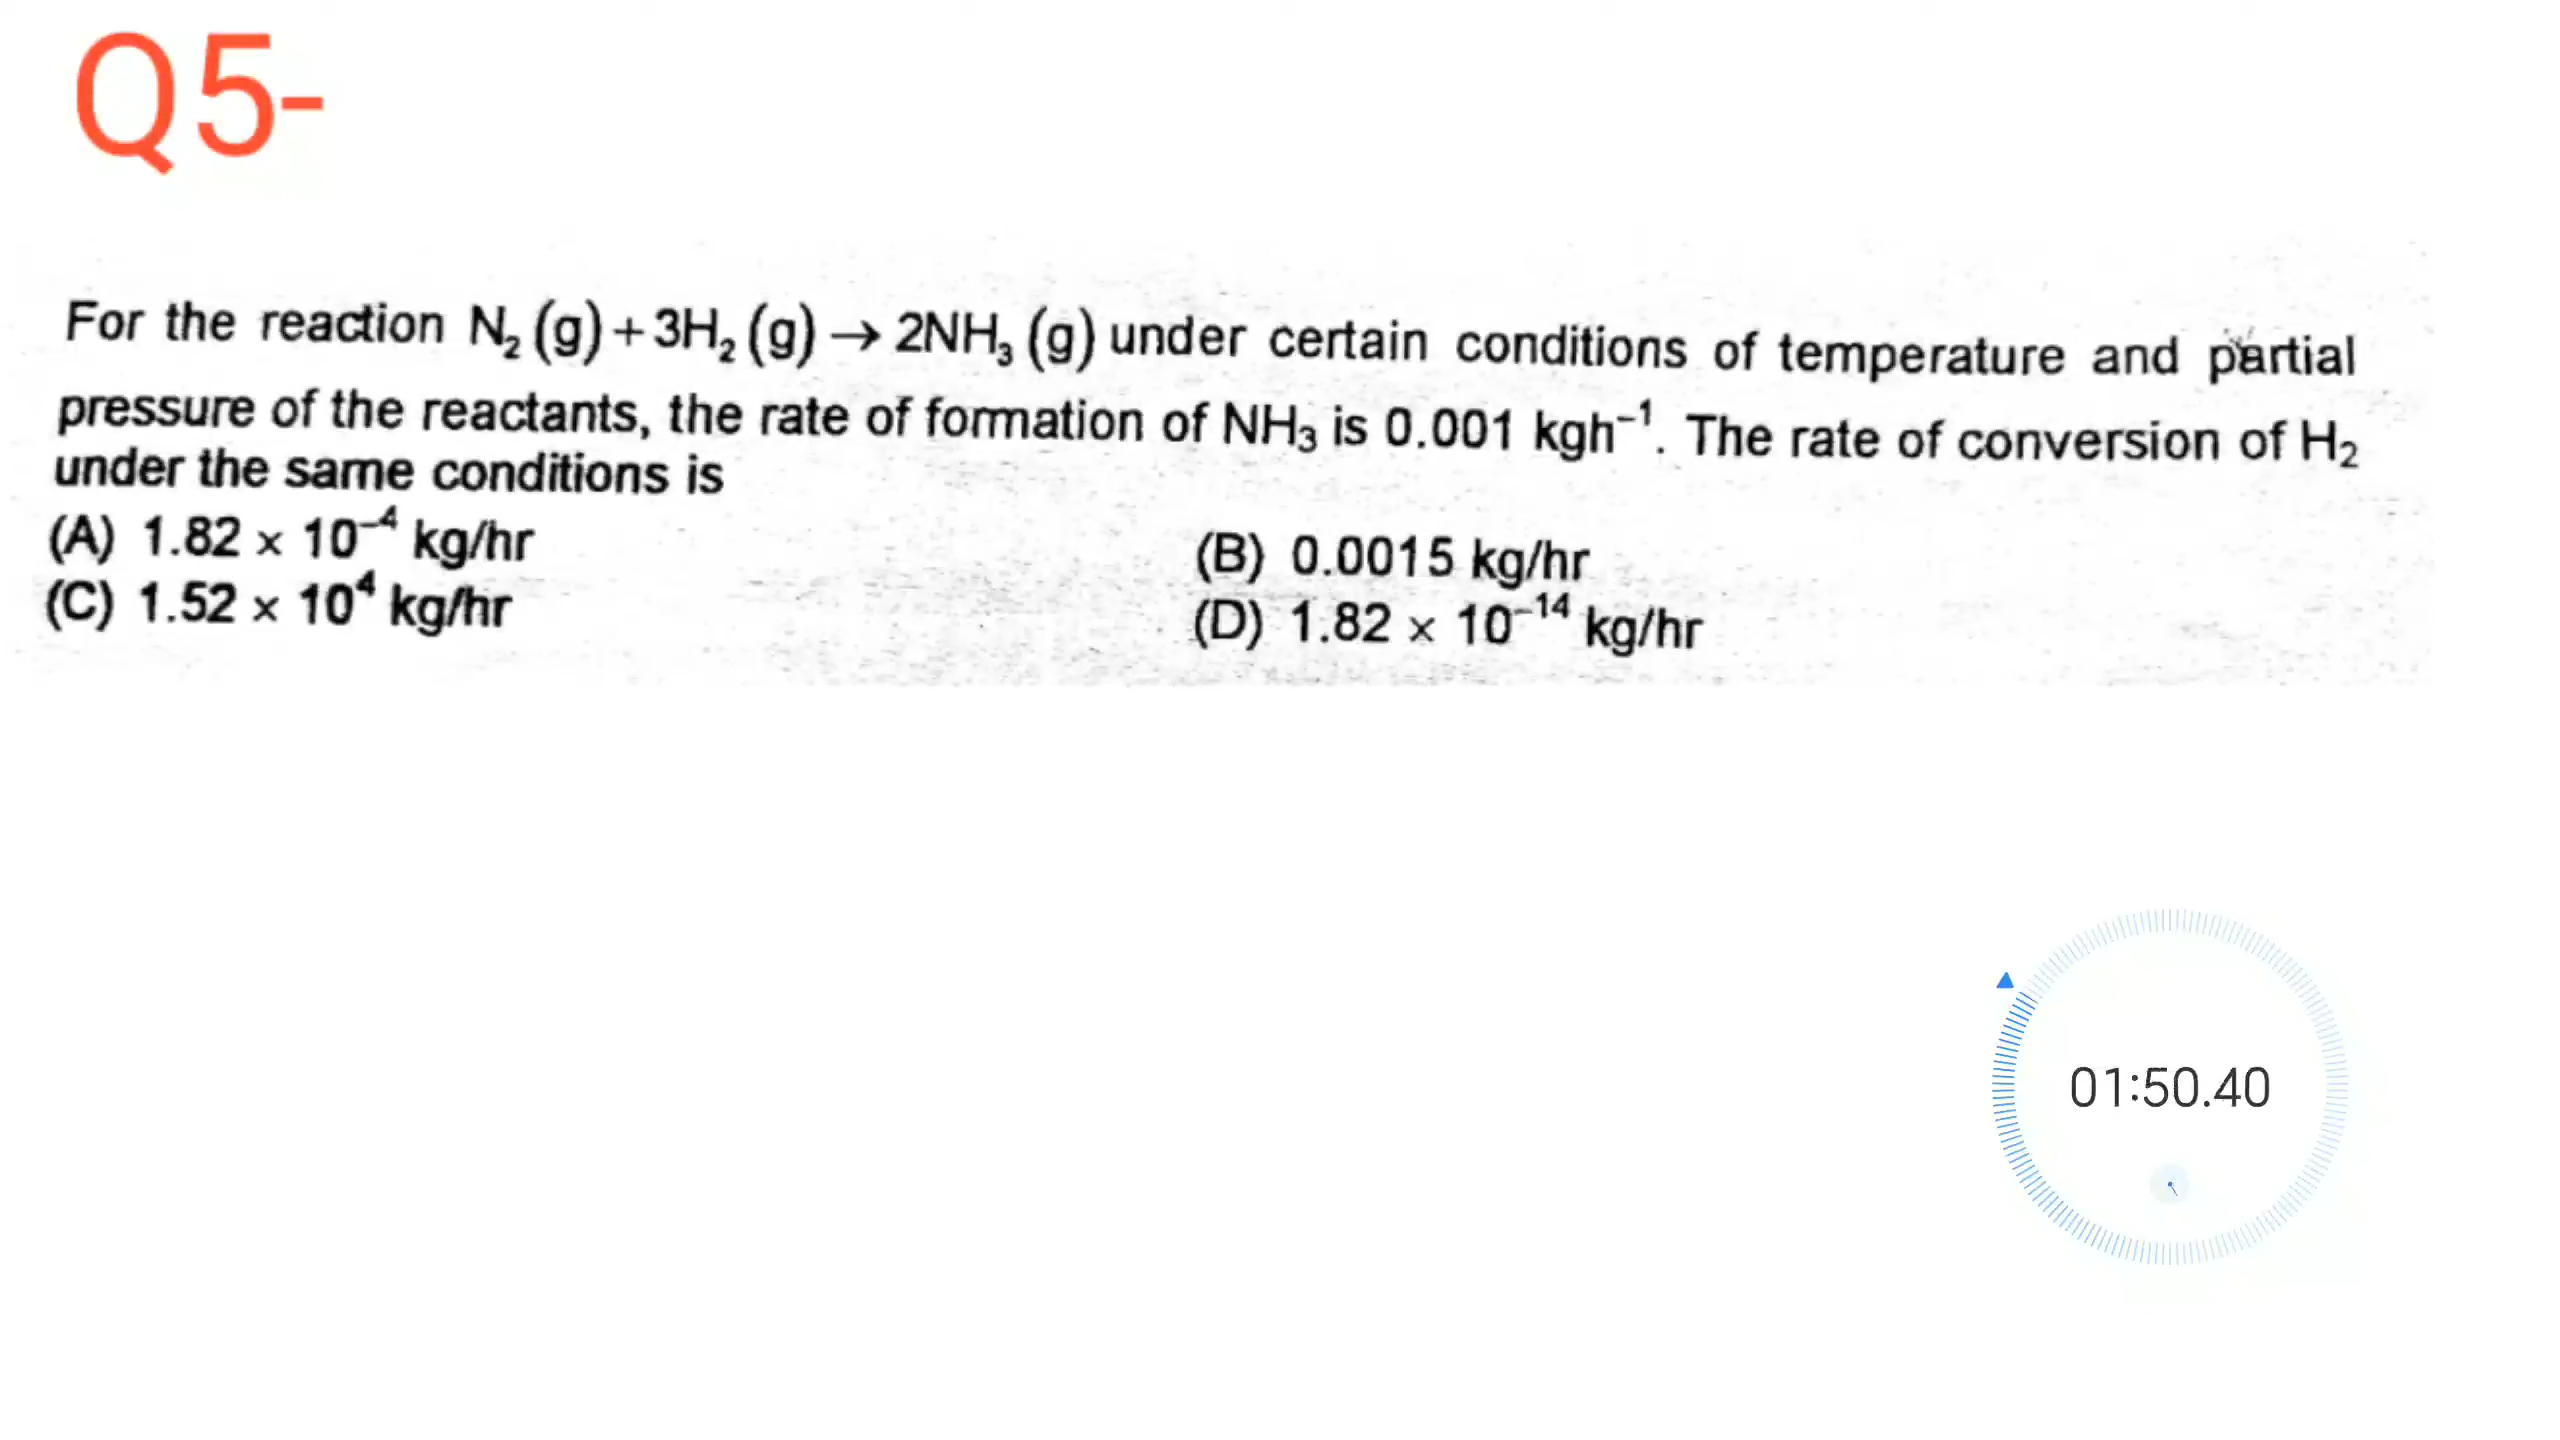 Q5-
For the reaction N₂ (g) + 3H₂ (g) → 2NH₃ (g) under certain conditions of temperature and partial
pressure of the reactants, the rate of formation of NH₃ is 0.001 kgh⁻¹. The rate of conversion of H₂
under the same conditions is
(A) 1.82 × 10⁻⁴ kg/hr (B) 0.0015 kg/hr
(C) 1.52 × 10⁴ kg/hr (D) 1.82 × 10⁻¹⁴ kg/hr
01:50.40